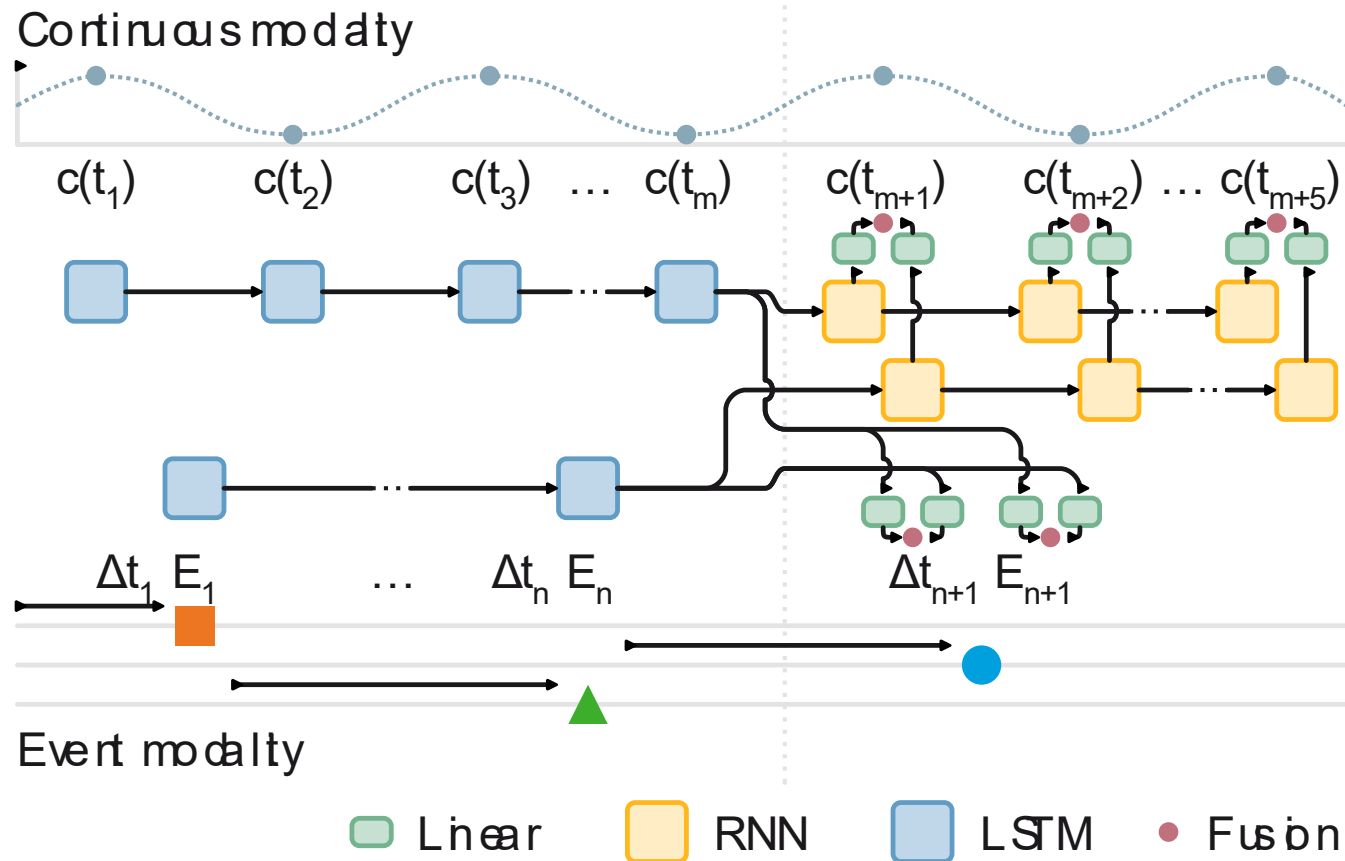 Continuous modality
c(t₁) c(t₂) c(t₃) ... c(tₘ) c(tₘ₊₁) c(tₘ₊₂) ... c(tₘ₊₅)
...
...
...
...
Δt₁ E₁ ... Δtₙ Eₙ Δtₙ₊₁ Eₙ₊₁
Event modality
Linear RNN LSTM Fusion